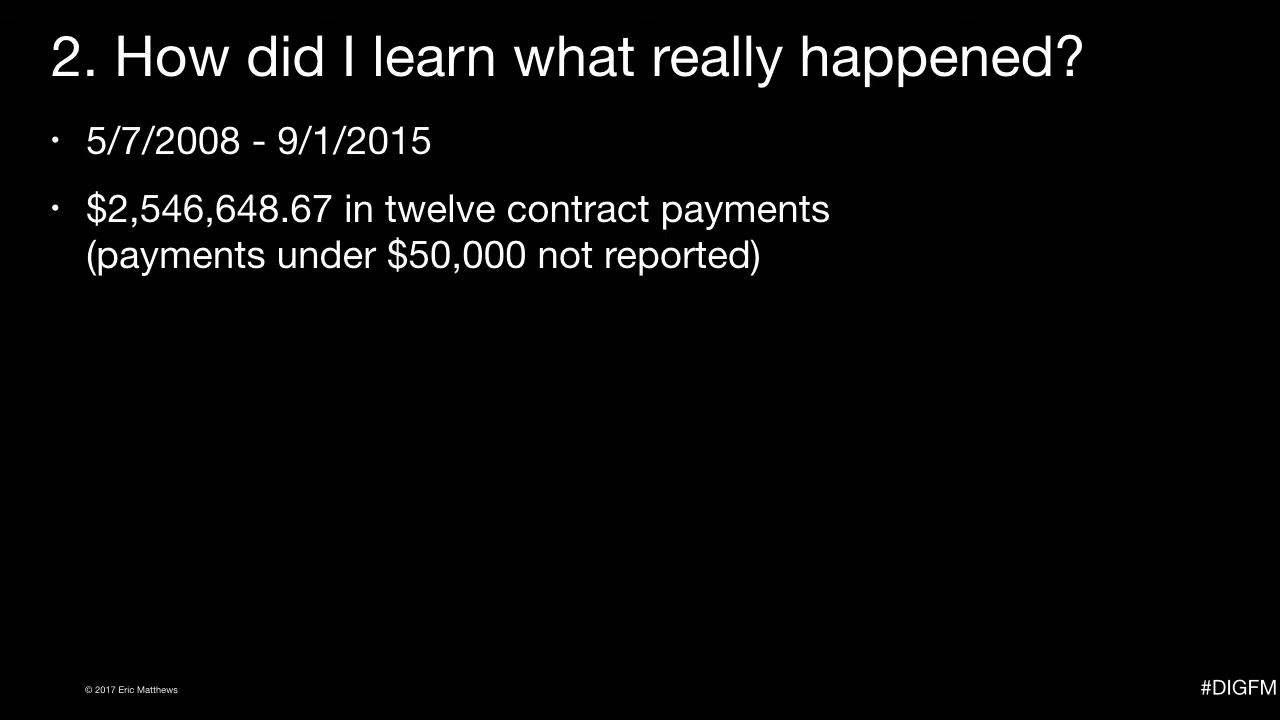 2. How did I learn what really happened?
• 5/7/2008 - 9/1/2015
• $2,546,648.67 in twelve contract payments
(payments under $50,000 not reported)
© 2017 Eric Matthews
#DIGFM